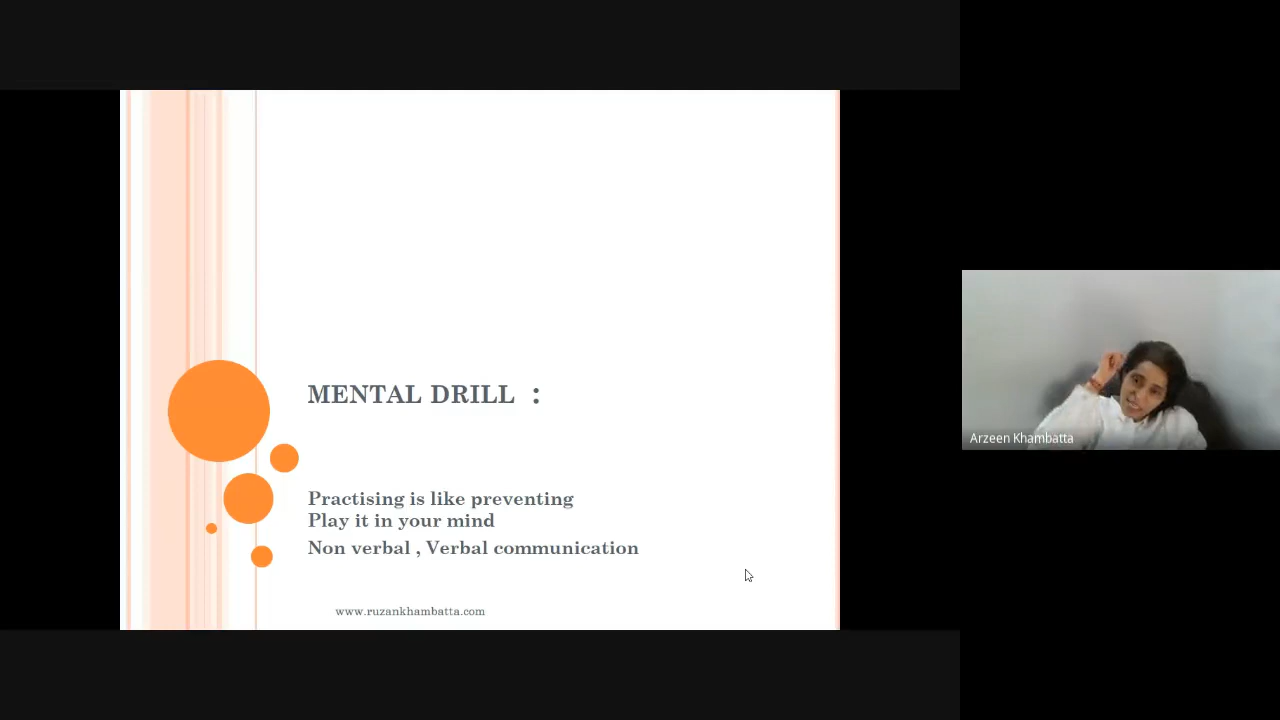 MENTAL DRILL :
Practising is like preventing
Play it in your mind
Non verbal , Verbal communication
www.ruzankhambatta.com
Arzeen Khambatta